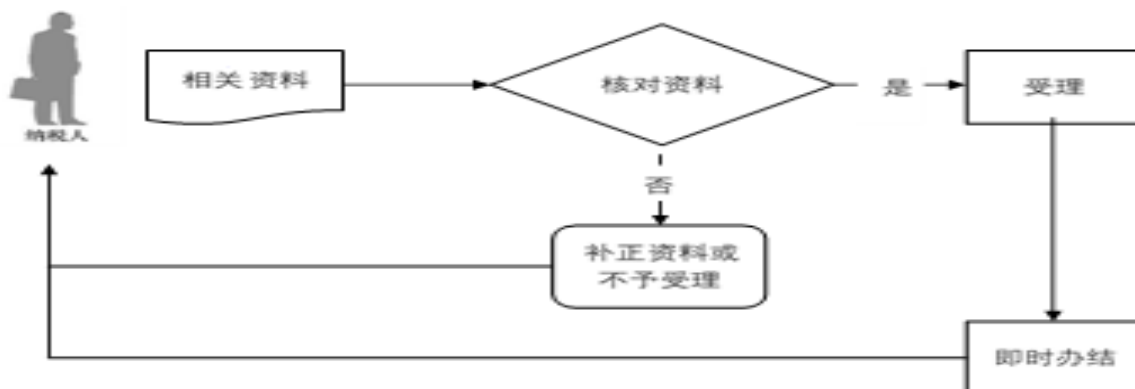 相关资料
核对资料
是
受理
纳税人
否
补正资料或
不予受理
即时办结